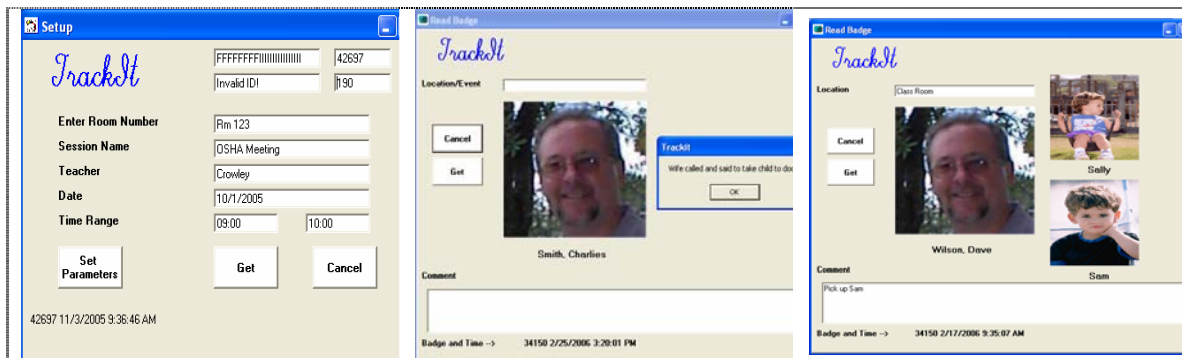 Setup
TrackIt
FFFFFFFFIIIIIIIIIIIIIIII 42697
Invalid ID! 190
Enter Room Number Rm 123
Session Name OSHA Meeting
Teacher Crowley
Date 10/1/2005
Time Range 09:00 10:00
Set Parameters Get Cancel
42697 11/3/2005 9:36:46 AM
Read Badge
TrackIt
Location/Event
Cancel
Get
TrackIt
Wife called and said to take child to
OK
Smith, Charlies
Comment
Badge and Time --> 34150 2/25/2006 3:20:01 PM
Read Badge
TrackIt
Location Class Room
Cancel
Get
Sally
Wilson, Dave
Sam
Comment
Pick up Sam
Badge and Time --> 34150 2/17/2006 9:35:07 AM